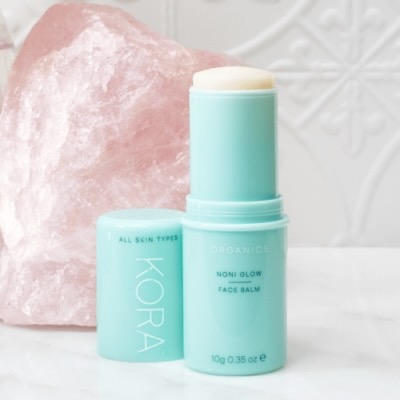 ALL SKIN TYPES
KORA
ORGANICS
NONI GLOW
FACE BALM
10g 0.35 oz e